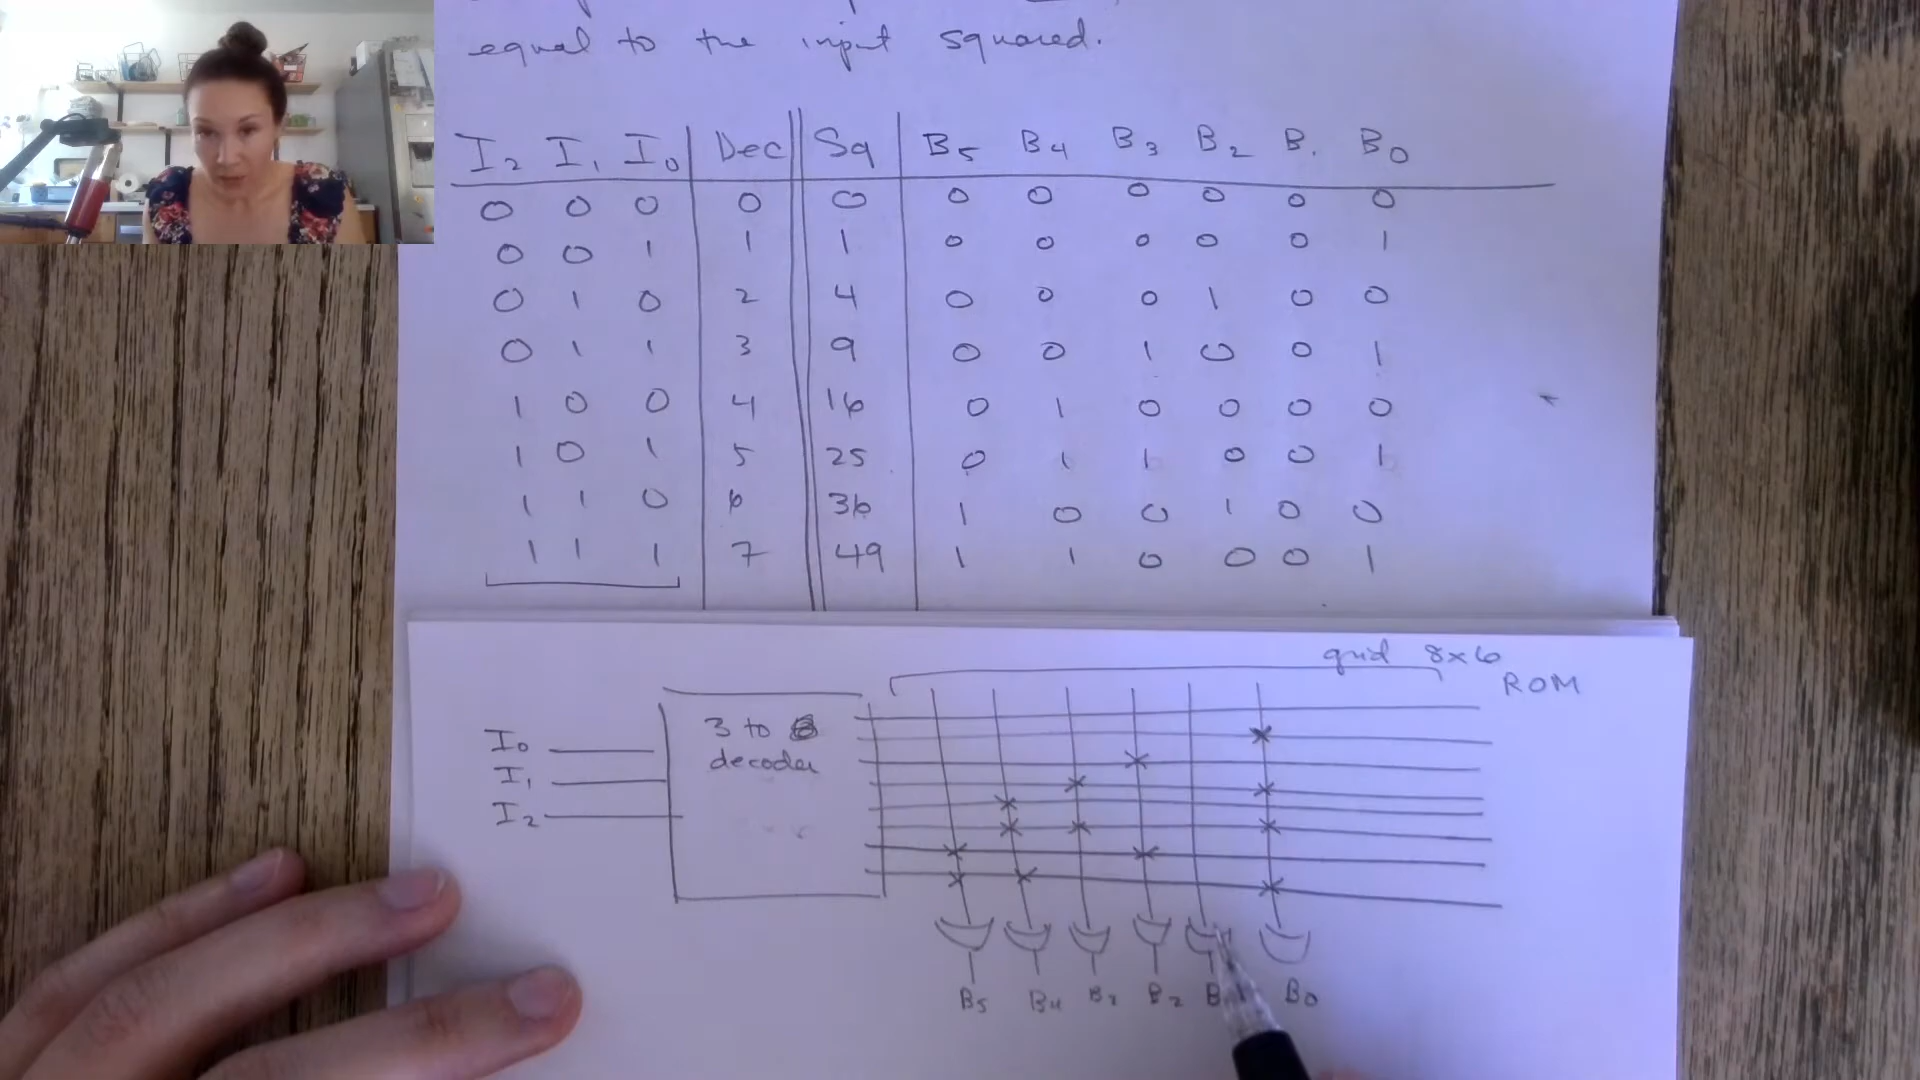 equal to the input squared.
I2 I1 I0 Dec Sq B5 B4 B3 B2 B1 B0
0 0 0 0 0 0 0 0 0 0 0
0 0 1 1 1 0 0 0 0 0 1
0 1 0 2 4 0 0 0 1 0 0
0 1 1 3 9 0 0 1 0 0 1
1 0 0 4 16 0 1 0 0 0 0
1 0 1 5 25 0 1 1 0 0 1
1 1 0 6 36 1 0 0 1 0 0
1 1 1 7 49 1 1 0 0 0 1
grid 8x6
ROM
3 to 8
decoder
I0
I1
I2
B5 B4 B3 B2 B B0